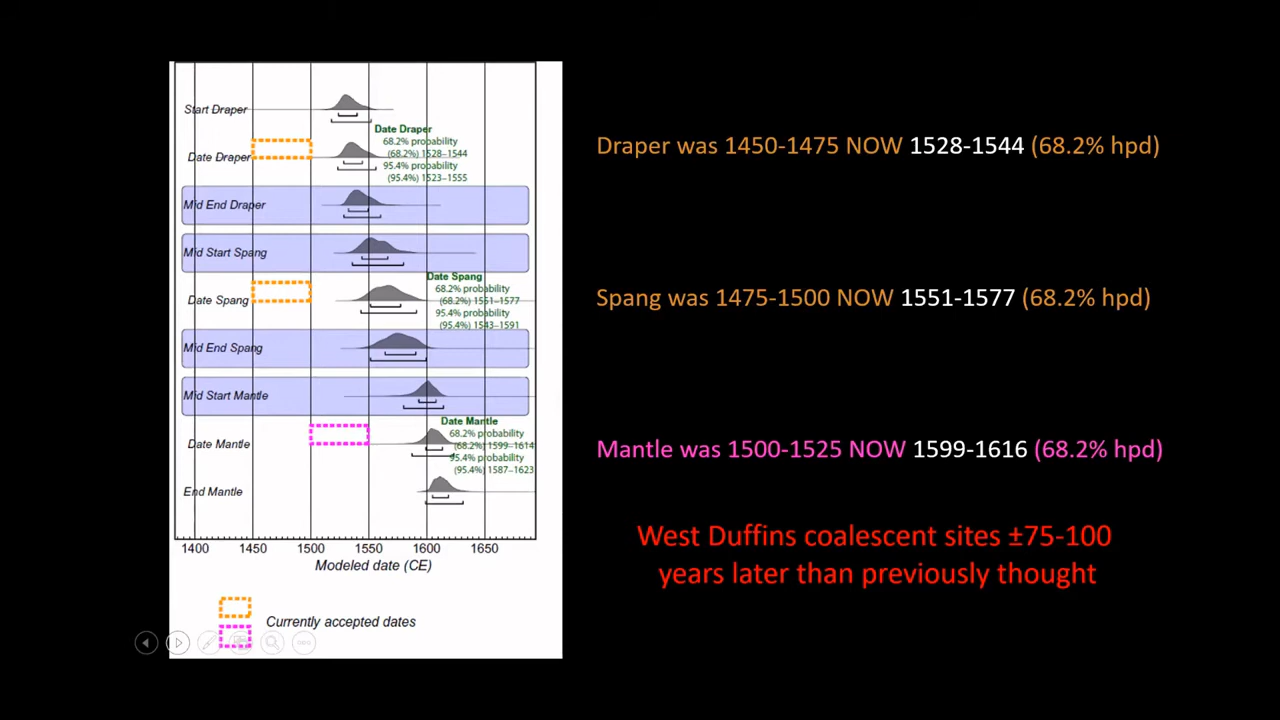 Start Draper
Date Draper
68.2% probability
(68.2%) 1528–1544
95.4% probability
(95.4%) 1523–1555
Date Draper
Mid End Draper
Mid Start Spang
Date Spang
68.2% probability
(68.2%) 1551–1577
95.4% probability
(95.4%) 1543–1591
Date Spang
Mid End Spang
Mid Start Mantle
Date Mantle
68.2% probability
(68.2%) 1599–1614
95.4% probability
(95.4%) 1587–1623
Date Mantle
End Mantle
1400 1450 1500 1550 1600 1650
Modeled date (CE)
Currently accepted dates
Draper was 1450-1475 NOW 1528-1544 (68.2% hpd)
Spang was 1475-1500 NOW 1551-1577 (68.2% hpd)
Mantle was 1500-1525 NOW 1599-1616 (68.2% hpd)
West Duffins coalescent sites ±75-100
years later than previously thought